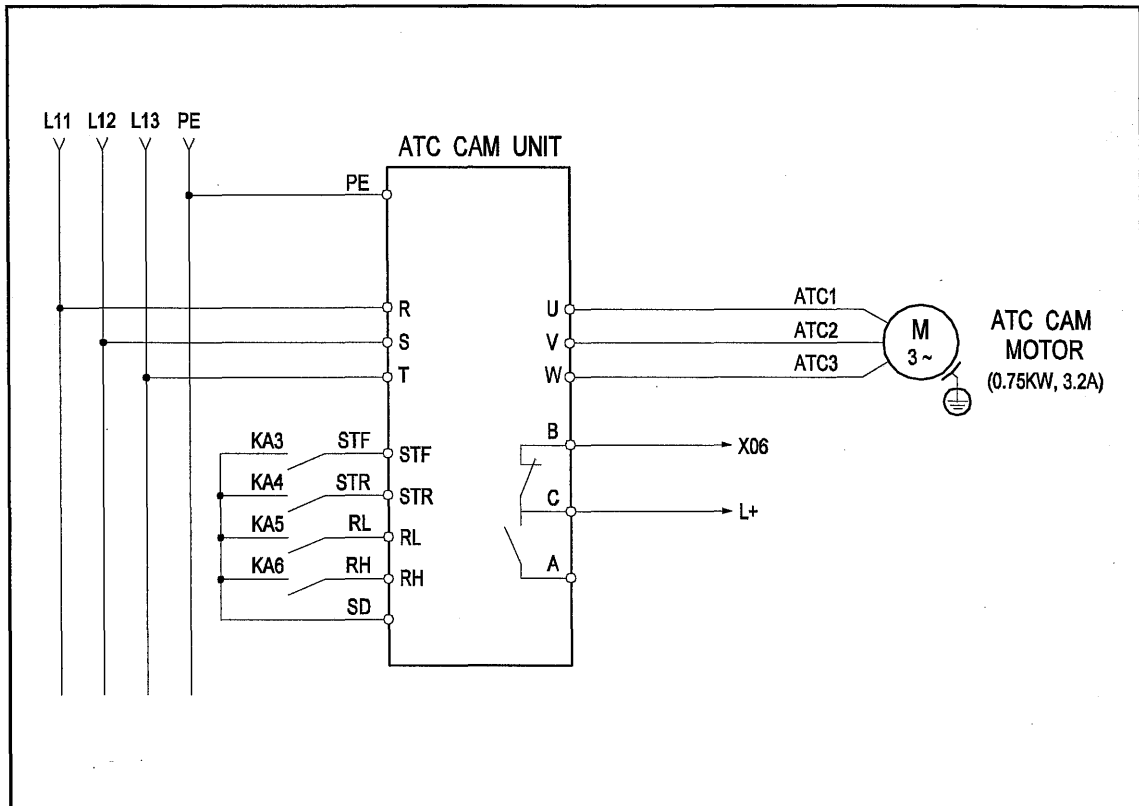 L11 L12 L13 PE
ATC CAM UNIT
PE
R
S
T
U
V
W
ATC1
ATC2
ATC3
M
3 ~
ATC CAM
MOTOR
(0.75KW, 3.2A)
KA3 STF STF
KA4 STR STR
KA5 RL RL
KA6 RH RH
SD
B
X06
C
L+
A